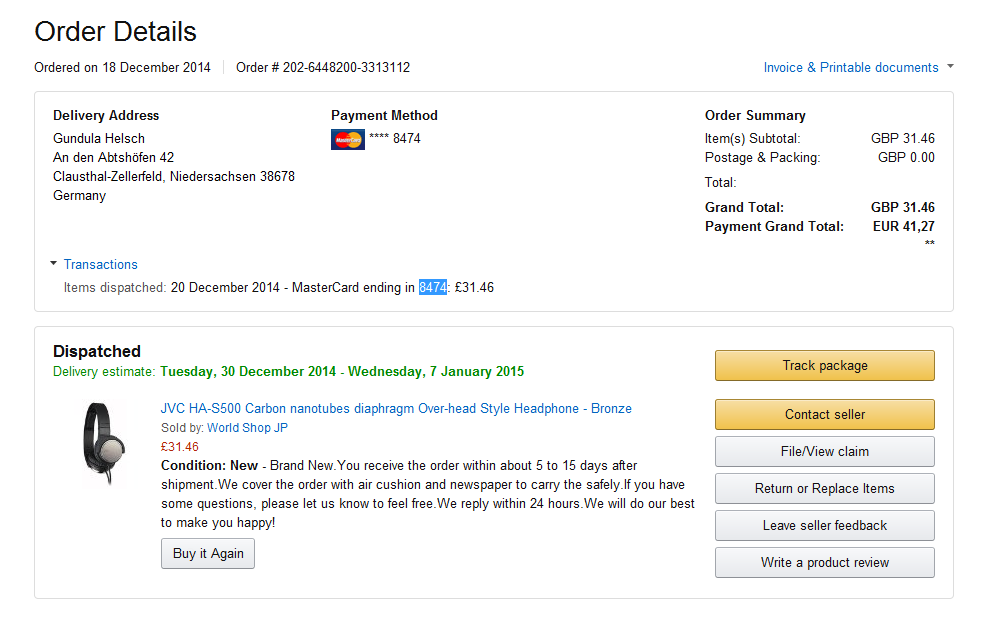 Order Details
Ordered on 18 December 2014 Order # 202-6448200-3313112
Invoice & Printable documents
Delivery Address
Gundula Helsch
An den Abtshöfen 42
Clausthal-Zellerfeld, Niedersachsen 38678
Germany
Payment Method
MasterCard **** 8474
Order Summary
Item(s) Subtotal: GBP 31.46
Postage & Packing: GBP 0.00
Total:
Grand Total: GBP 31.46
Payment Grand Total: EUR 41,27
**
Transactions
Items dispatched: 20 December 2014 - MasterCard ending in 8474: £31.46
Dispatched
Delivery estimate: Tuesday, 30 December 2014 - Wednesday, 7 January 2015
JVC HA-S500 Carbon nanotubes diaphragm Over-head Style Headphone - Bronze
Sold by: World Shop JP
£31.46
Condition: New - Brand New.You receive the order within about 5 to 15 days after
shipment.We cover the order with air cushion and newspaper to carry the safely.If you have
some questions, please let us know to feel free.We reply within 24 hours.We will do our best
to make you happy!
Buy it Again
Track package
Contact seller
File/View claim
Return or Replace Items
Leave seller feedback
Write a product review